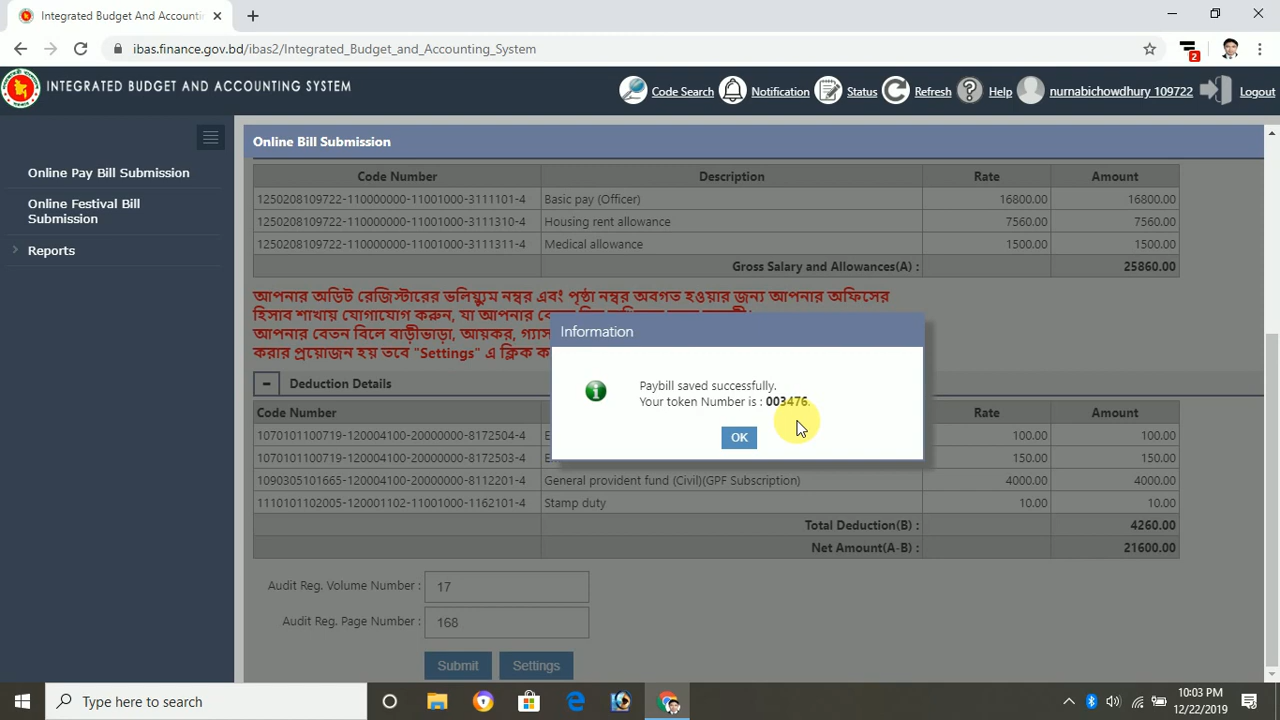 Integrated Budget And Accounti
ibas.finance.gov.bd/ibas2/Integrated_Budget_and_Accounting_System
2
INTEGRATED BUDGET AND ACCOUNTING SYSTEM
Code Search
Notification
Status
Refresh
Help
nurnabichowdhury 109722
Logout
Online Pay Bill Submission
Online Festival Bill
Submission
Reports
Online Bill Submission
Code Number Description Rate Amount
1250208109722-110000000-11001000-3111101-4 Basic pay (Officer) 16800.00 16800.00
1250208109722-110000000-11001000-3111310-4 Housing rent allowance 7560.00 7560.00
1250208109722-110000000-11001000-3111311-4 Medical allowance 1500.00 1500.00
Gross Salary and Allowances(A) : 25860.00
আপনার অডিট রেজিস্টারের ভলিয়্যুম নম্বর এবং পৃষ্ঠা নম্বর অবগত হওয়ার জন্য আপনার অফিসের
হিসাব শাখায় যোগাযোগ করুন, যা আপনার
আপনার বেতন বিলে বাড়ীভাড়া, আয়কর,
করার প্রয়োজন হয় তবে "Settings" এ ক্লিক
Information
Paybill saved successfully.
Your token Number is : 003476.
OK
Deduction Details
Code Number Rate Amount
1070101100719-120004100-20000000-8172504-4 100.00 100.00
1070101100719-120004100-20000000-8172503-4 150.00 150.00
1090305101665-120004100-20000000-8112201-4 General provident fund (Civil)(GPF Subscription) 4000.00 4000.00
1110101102005-120001102-11001000-1162101-4 Stamp duty 10.00 10.00
Total Deduction(B) : 4260.00
Net Amount(A-B) : 21600.00
Audit Reg. Volume Number : 17
Audit Reg. Page Number : 168
Submit
Settings
Type here to search
10:03 PM
12/22/2019